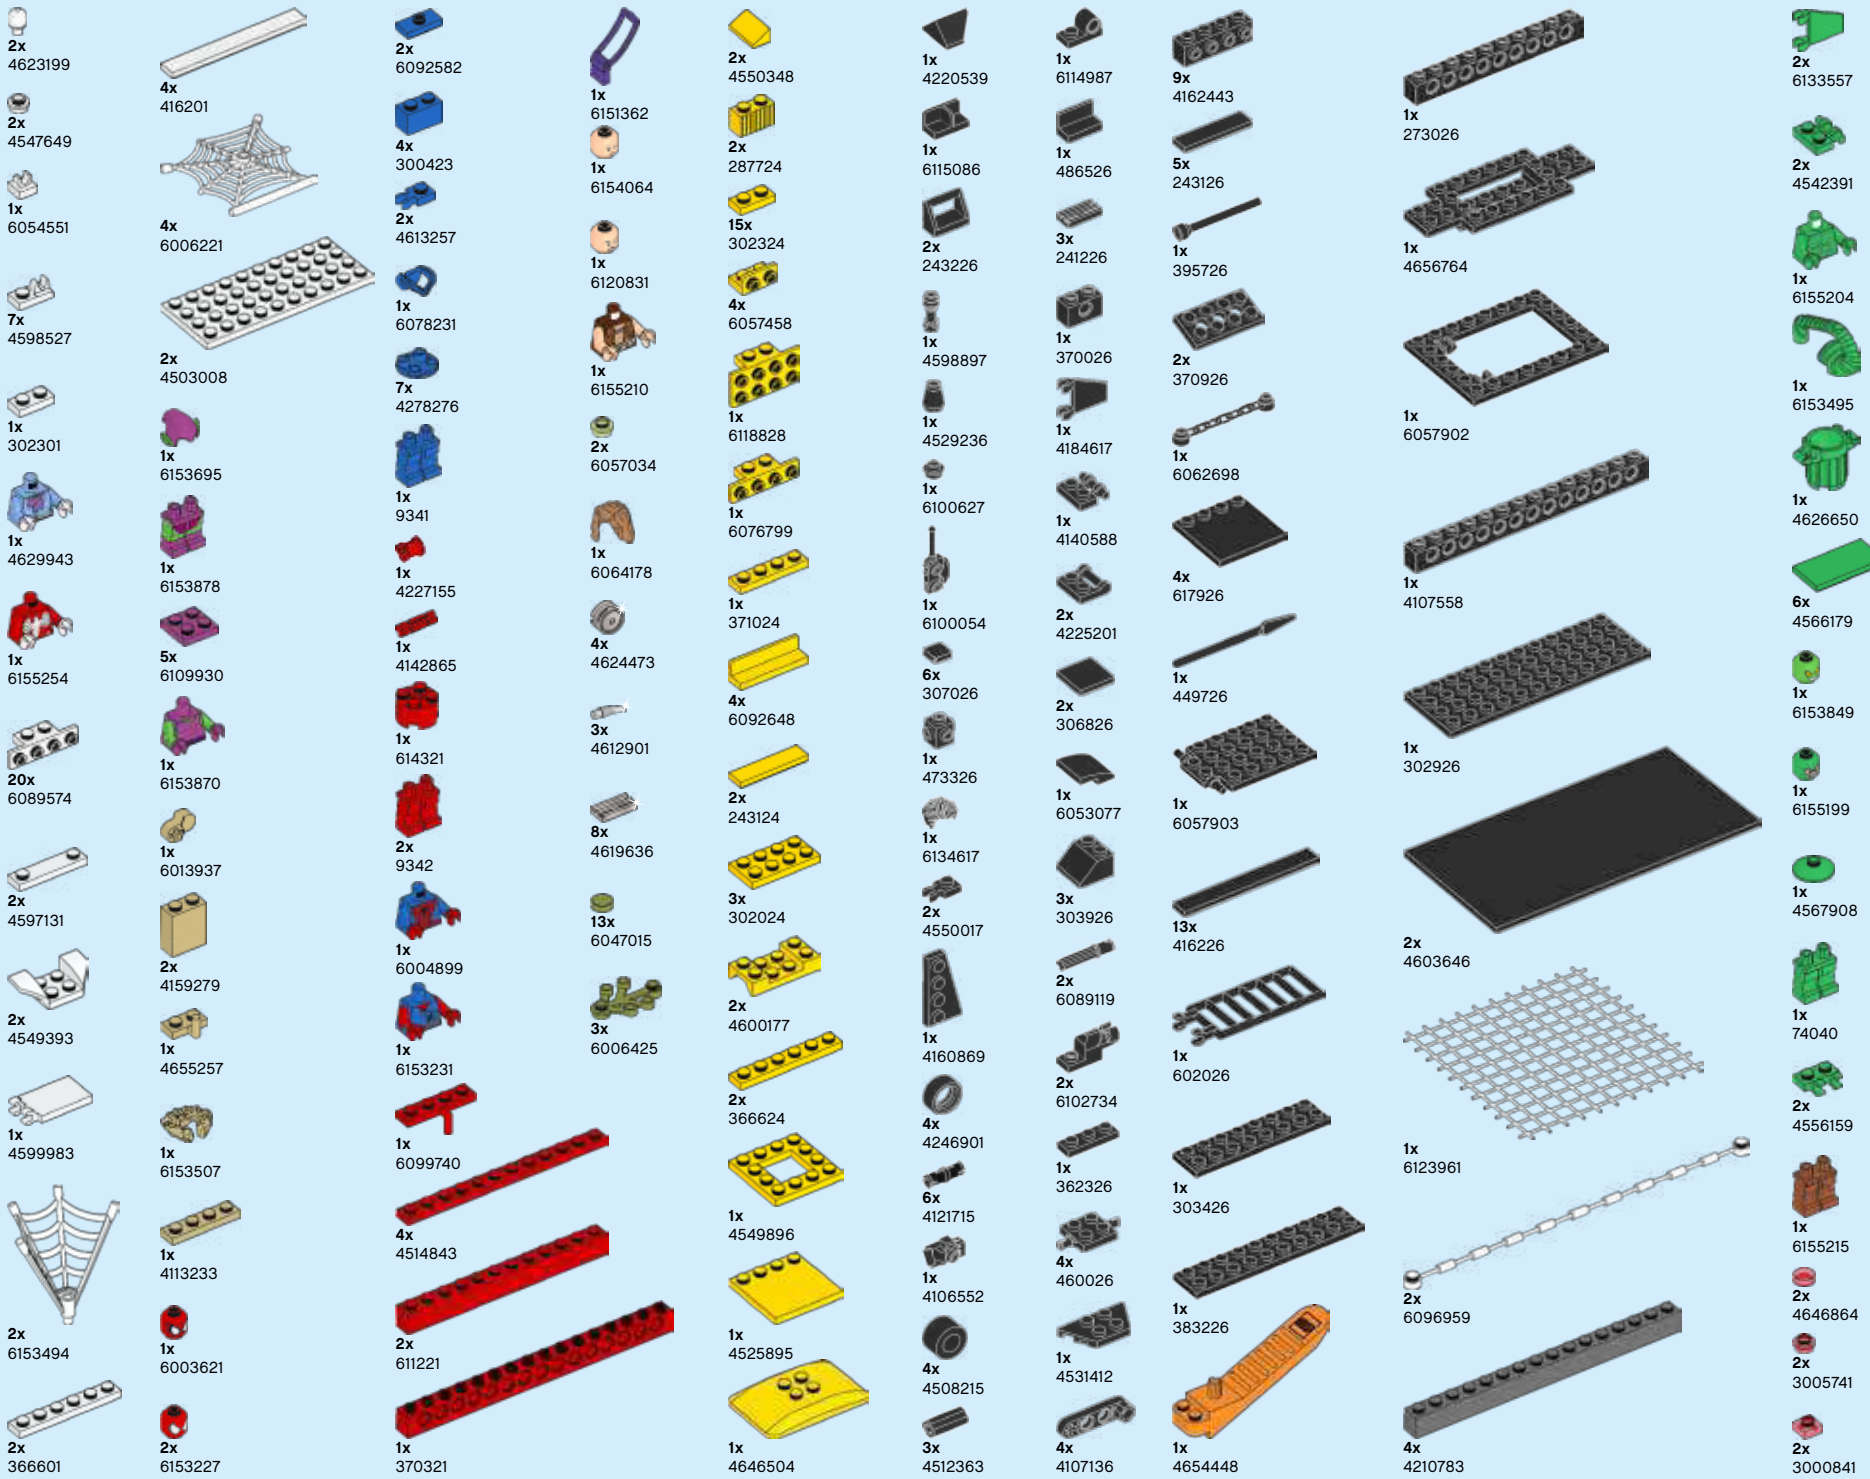 2x
4623199
2x
4547649
1x
6054551
7x
4598527
1x
302301
1x
4629943
1x
6155254
20x
6089574
2x
4597131
2x
4549393
1x
4599983
2x
6153494
2x
366601
4x
416201
4x
6006221
2x
4503008
1x
6153695
1x
6153878
5x
6109930
1x
6153870
1x
6013937
2x
4159279
1x
4655257
1x
6153507
1x
4113233
1x
6003621
2x
6153227
2x
6092582
4x
300423
2x
4613257
1x
6078231
7x
4278276
1x
9341
1x
4227155
1x
4142865
1x
614321
2x
9342
1x
6004899
1x
6153231
1x
6099740
4x
4514843
2x
611221
1x
370321
1x
6151362
1x
6154064
1x
6120831
1x
6155210
2x
6057034
1x
6064178
4x
4624473
3x
4612901
8x
4619636
13x
6047015
3x
6006425
2x
4550348
2x
287724
15x
302324
4x
6057458
1x
6118828
1x
6076799
1x
371024
4x
6092648
2x
243124
3x
302024
2x
4600177
2x
366624
1x
4549896
1x
4525895
1x
4646504
1x
4220539
1x
6115086
2x
243226
1x
4598897
1x
4529236
1x
6100627
1x
6100054
6x
307026
1x
473326
1x
6134617
2x
4550017
1x
4160869
4x
4246901
6x
4121715
1x
4106552
4x
4508215
3x
4512363
1x
6114987
1x
486526
3x
241226
1x
370026
1x
4184617
1x
4140588
2x
4225201
2x
306826
1x
6053077
3x
303926
2x
6089119
2x
6102734
1x
362326
4x
460026
1x
4531412
4x
4107136
9x
4162443
5x
243126
1x
395726
2x
370926
1x
6062698
4x
617926
1x
449726
1x
6057903
13x
416226
1x
602026
1x
303426
1x
383226
1x
4654448
1x
273026
1x
4656764
1x
6057902
1x
4107558
1x
302926
2x
4603646
1x
6123961
2x
6096959
4x
4210783
2x
6133557
2x
4542391
1x
6155204
1x
6153495
1x
4626650
6x
4566179
1x
6153849
1x
6155199
1x
4567908
1x
74040
2x
4556159
1x
6155215
2x
4646864
2x
3005741
2x
3000841